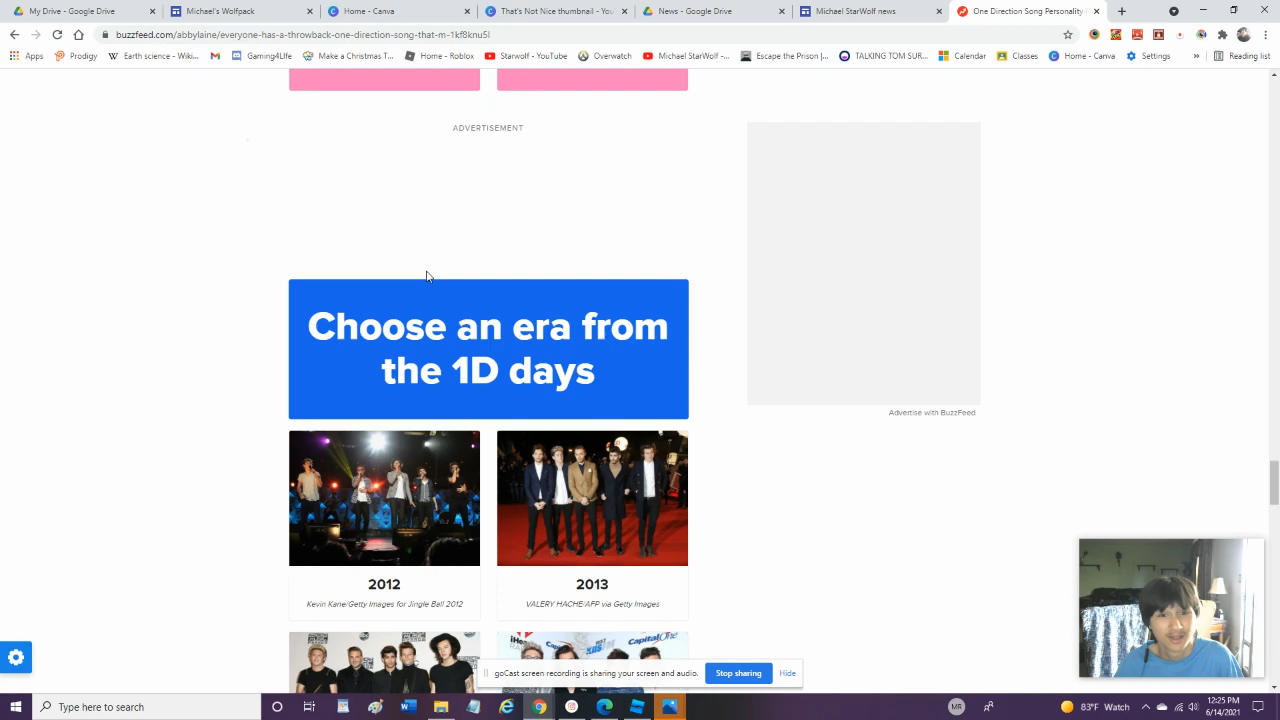 My Drive - Google Drive
Michael's Wolfpack
Home - Canva
That's Not Nice thumbnail - You
News - Google Drive
Michael StarWolf news
One Direction Song Personality
buzzfeed.com/abbylaine/everyone-has-a-throwback-one-direction-song-that-m-1kf8knu5l
Apps
Prodigy
Earth science - Wiki...
Gaming4life
Make a Christmas T...
Home - Roblox
Starwolf - YouTube
Overwatch
Michael StarWolf -...
Escape the Prison |...
TALKING TOM SUR...
Calendar
Classes
Home - Canva
Settings
»
Reading list
ADVERTISEMENT
Choose an era from
the 1D days
Advertise with BuzzFeed
2012
Kevin Kane/Getty Images for Jingle Ball 2012
2013
VALERY HACHE/AFP via Getty Images
CapitalOne
goCast screen recording is sharing your screen and audio.
Stop sharing
Hide
Type here to search
MR
83°F Watch
12:25 PM
6/14/2021